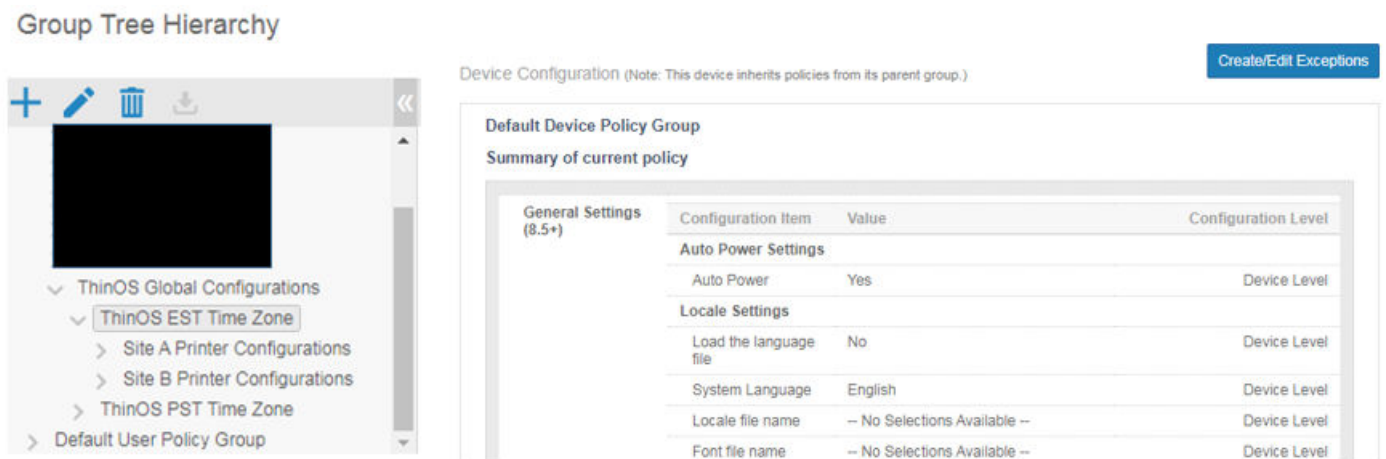 Group Tree Hierarchy
Create/Edit Exceptions
Device Configuration (Note: This device inherits policies from its parent group.)
Default Device Policy Group
Summary of current policy
General Settings
(8.5+)
Configuration Item Value Configuration Level
Auto Power Settings
Auto Power Yes Device Level
Locale Settings
Load the language No Device Level
file
System Language English Device Level
Locale file name -- No Selections Available -- Device Level
Font file name -- No Selections Available -- Device Level
ThinOS Global Configurations
ThinOS EST Time Zone
Site A Printer Configurations
Site B Printer Configurations
ThinOS PST Time Zone
Default User Policy Group